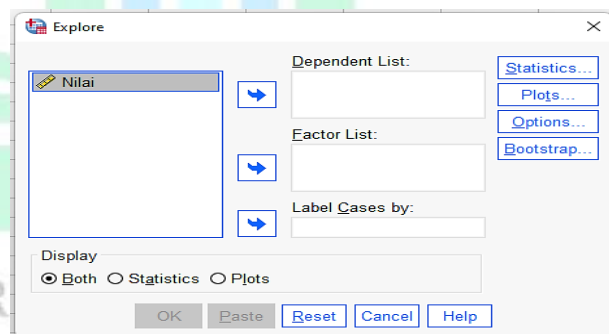 Explore
Dependent List:
Nilai
Factor List:
Label Cases by:
Statistics...
Plots...
Options...
Bootstrap...
Display
Both Statistics Plots
OK Paste Reset Cancel Help